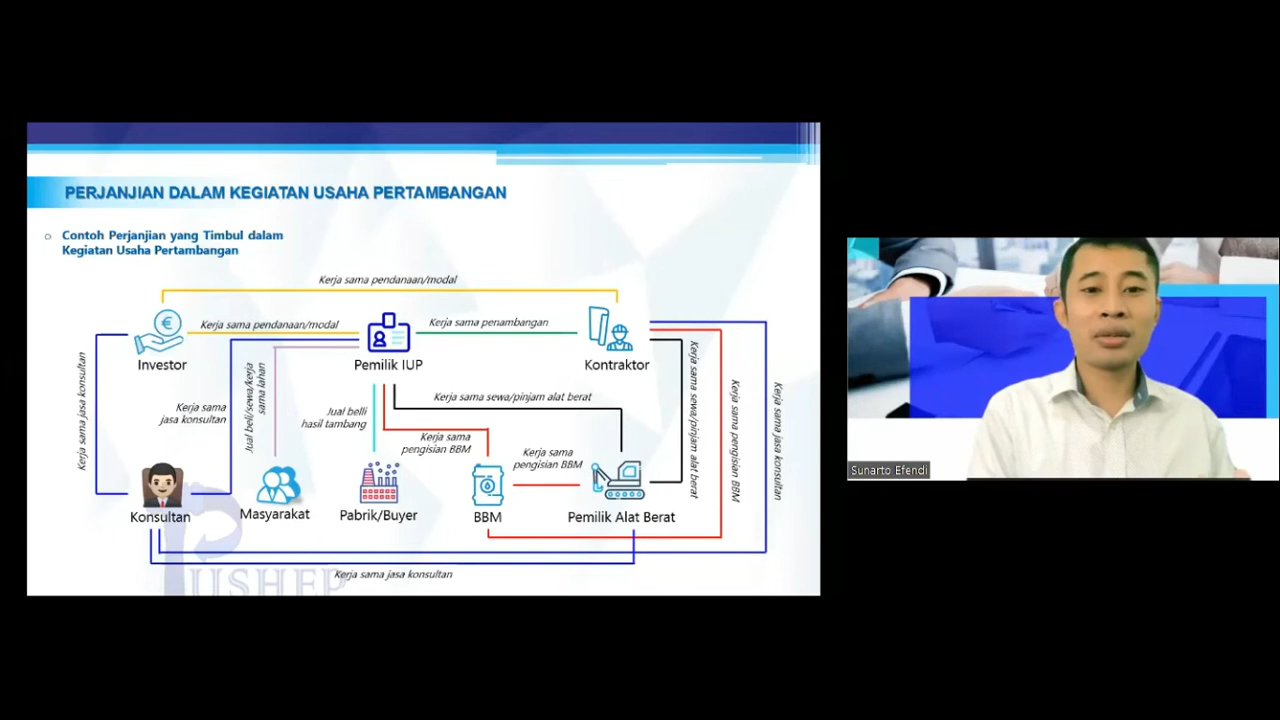 PERJANJIAN DALAM KEGIATAN USAHA PERTAMBANGAN
Contoh Perjanjian yang Timbul dalam
Kegiatan Usaha Pertambangan
Kerja sama pendanaan/modal
Kerja sama pendanaan/modal
Kerja sama penambangan
Investor
Pemilik IUP
Kontraktor
Kerja sama jasa konsultan
Kerja sama
jasa konsultan
Jual beli/sewa/kerja
sama lahan
Jual belli
hasil tambang
Kerja sama sewa/pinjam alat berat
Kerja sama
pengisian BBM
Kerja sama
pengisian BBM
Kerja sama sewa/pinjam alat berat
Kerja sama pengisian BBM
Kerja sama jasa konsultan
Konsultan
Masyarakat
Pabrik/Buyer
BBM
Pemilik Alat Berat
Kerja sama jasa konsultan
PUSHEP
Sunarto Efendi